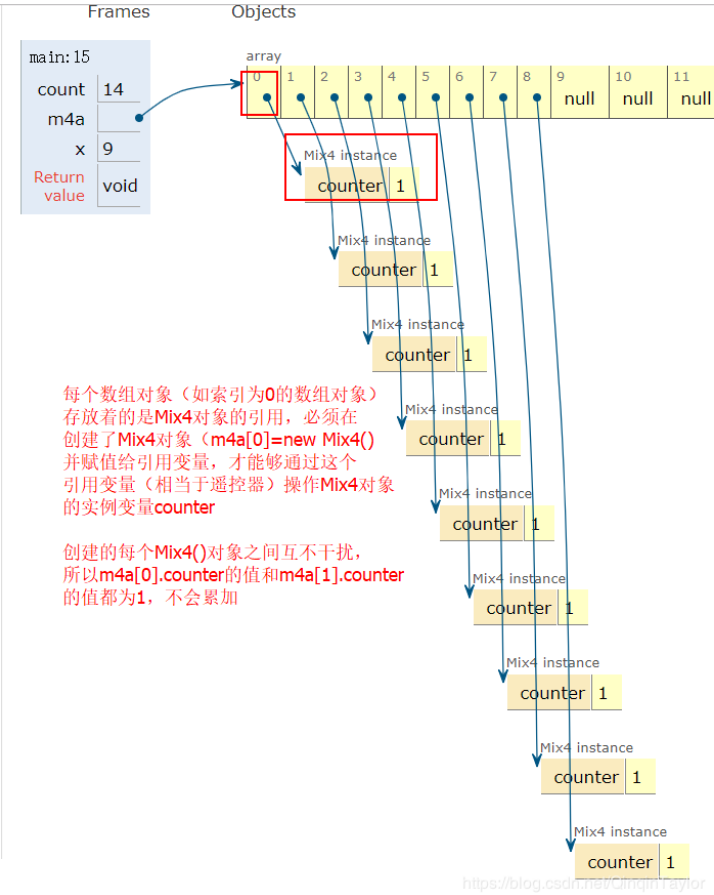 Frames Objects
main:15
count 14
m4a
x 9
Return value void
array
0 1 2 3 4 5 6 7 8 9 10 11
null null null
Mix4 instance
counter 1
Mix4 instance
counter 1
Mix4 instance
counter 1
每个数组对象（如索引为0的数组对象）
存放着的是Mix4对象的引用，必须在
创建了Mix4对象（m4a[0]=new Mix4()
并赋值给引用变量，才能够通过这个
引用变量（相当于遥控器）操作Mix4对象
的实例变量counter
Mix4 instance
counter 1
Mix4 instance
counter 1
创建的每个Mix4()对象之间互不干扰，
所以m4a[0].counter的值和m4a[1].counter
的值都为1，不会累加
Mix4 instance
counter 1
Mix4 instance
counter 1
Mix4 instance
counter 1
Mix4 instance
counter 1
https://blog.csdn.net/QinqinTaylor